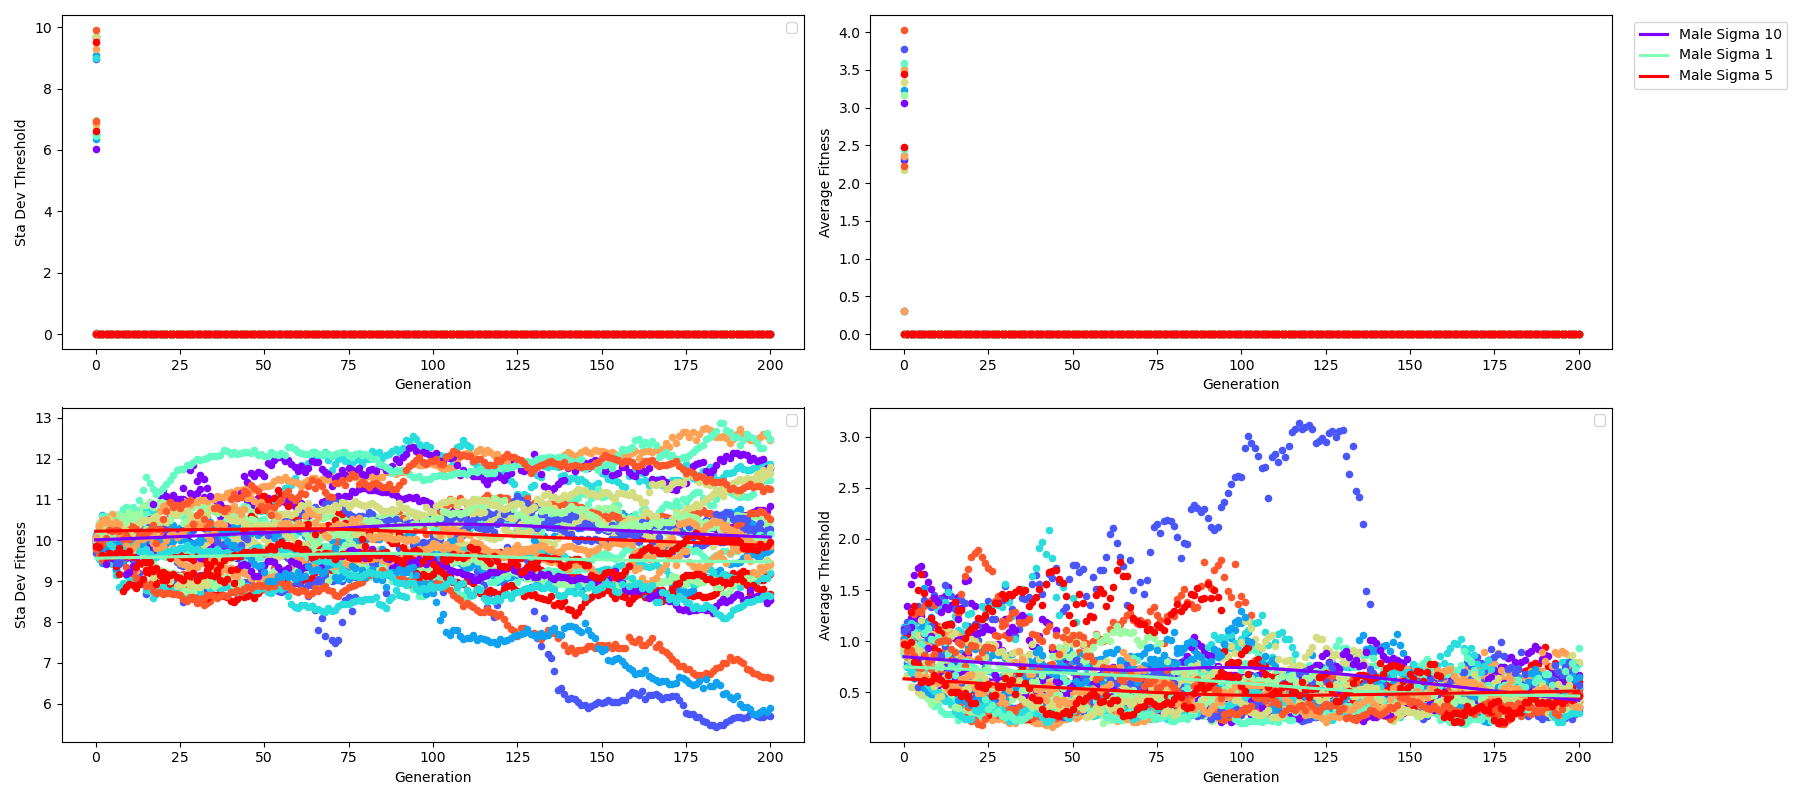 10
8
6
4
2
0
Sta Dev Threshold
0 25 50 75 100 125 150 175 200
Generation
4.0
3.5
3.0
2.5
2.0
1.5
1.0
0.5
0.0
Average Fitness
0 25 50 75 100 125 150 175 200
Generation
Male Sigma 10
Male Sigma 1
Male Sigma 5
13
12
11
10
9
8
7
6
Sta Dev Fitness
0 25 50 75 100 125 150 175 200
Generation
3.0
2.5
2.0
1.5
1.0
0.5
Average Threshold
0 25 50 75 100 125 150 175 200
Generation